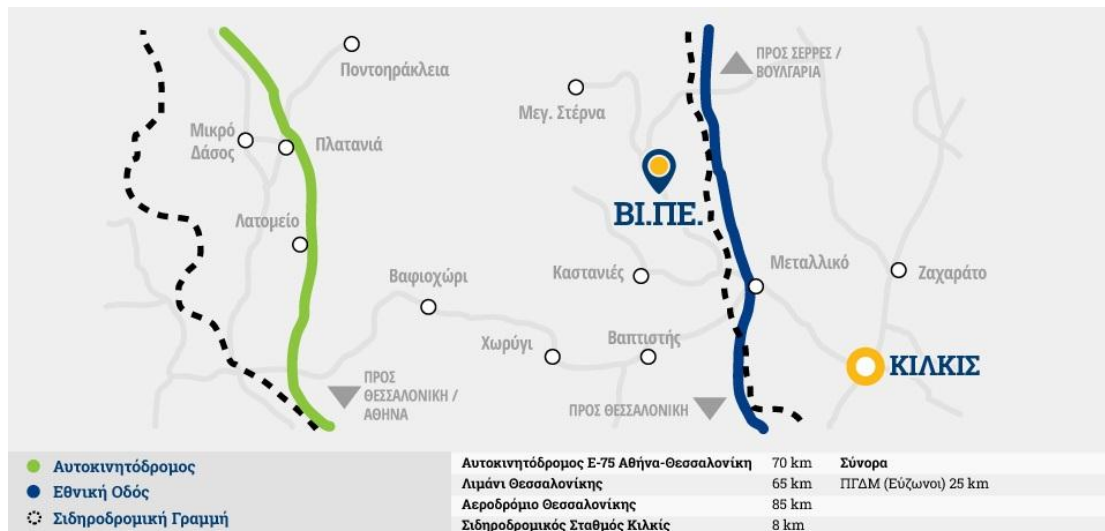 Ποντοηράκλεια
ΠΡΟΣ ΣΕΡΡΕΣ /
ΒΟΥΛΓΑΡΙΑ
Μεγ. Στέρνα
Μικρό
Δάσος
Πλατανιά
ΒΙ.ΠΕ.
Λατομείο
Βαφιοχώρι
Καστανιές
Μεταλλικό
Ζαχαράτο
Χωρύγι
Βαπτιστής
ΚΙΛΚΙΣ
ΠΡΟΣ
ΘΕΣΣΑΛΟΝΙΚΗ /
ΑΘΗΝΑ
ΠΡΟΣ ΘΕΣΣΑΛΟΝΙΚΗ
Αυτοκινητόδρομος
Εθνική Οδός
Σιδηροδρομική Γραμμή
Αυτοκινητόδρομος Ε-75 Αθήνα-Θεσσαλονίκη 70 km Σύνορα
Λιμάνι Θεσσαλονίκης 65 km ΠΓΔΜ (Εύζωνοι) 25 km
Αεροδρόμιο Θεσσαλονίκης 85 km
Σιδηροδρομικός Σταθμός Κιλκίς 8 km